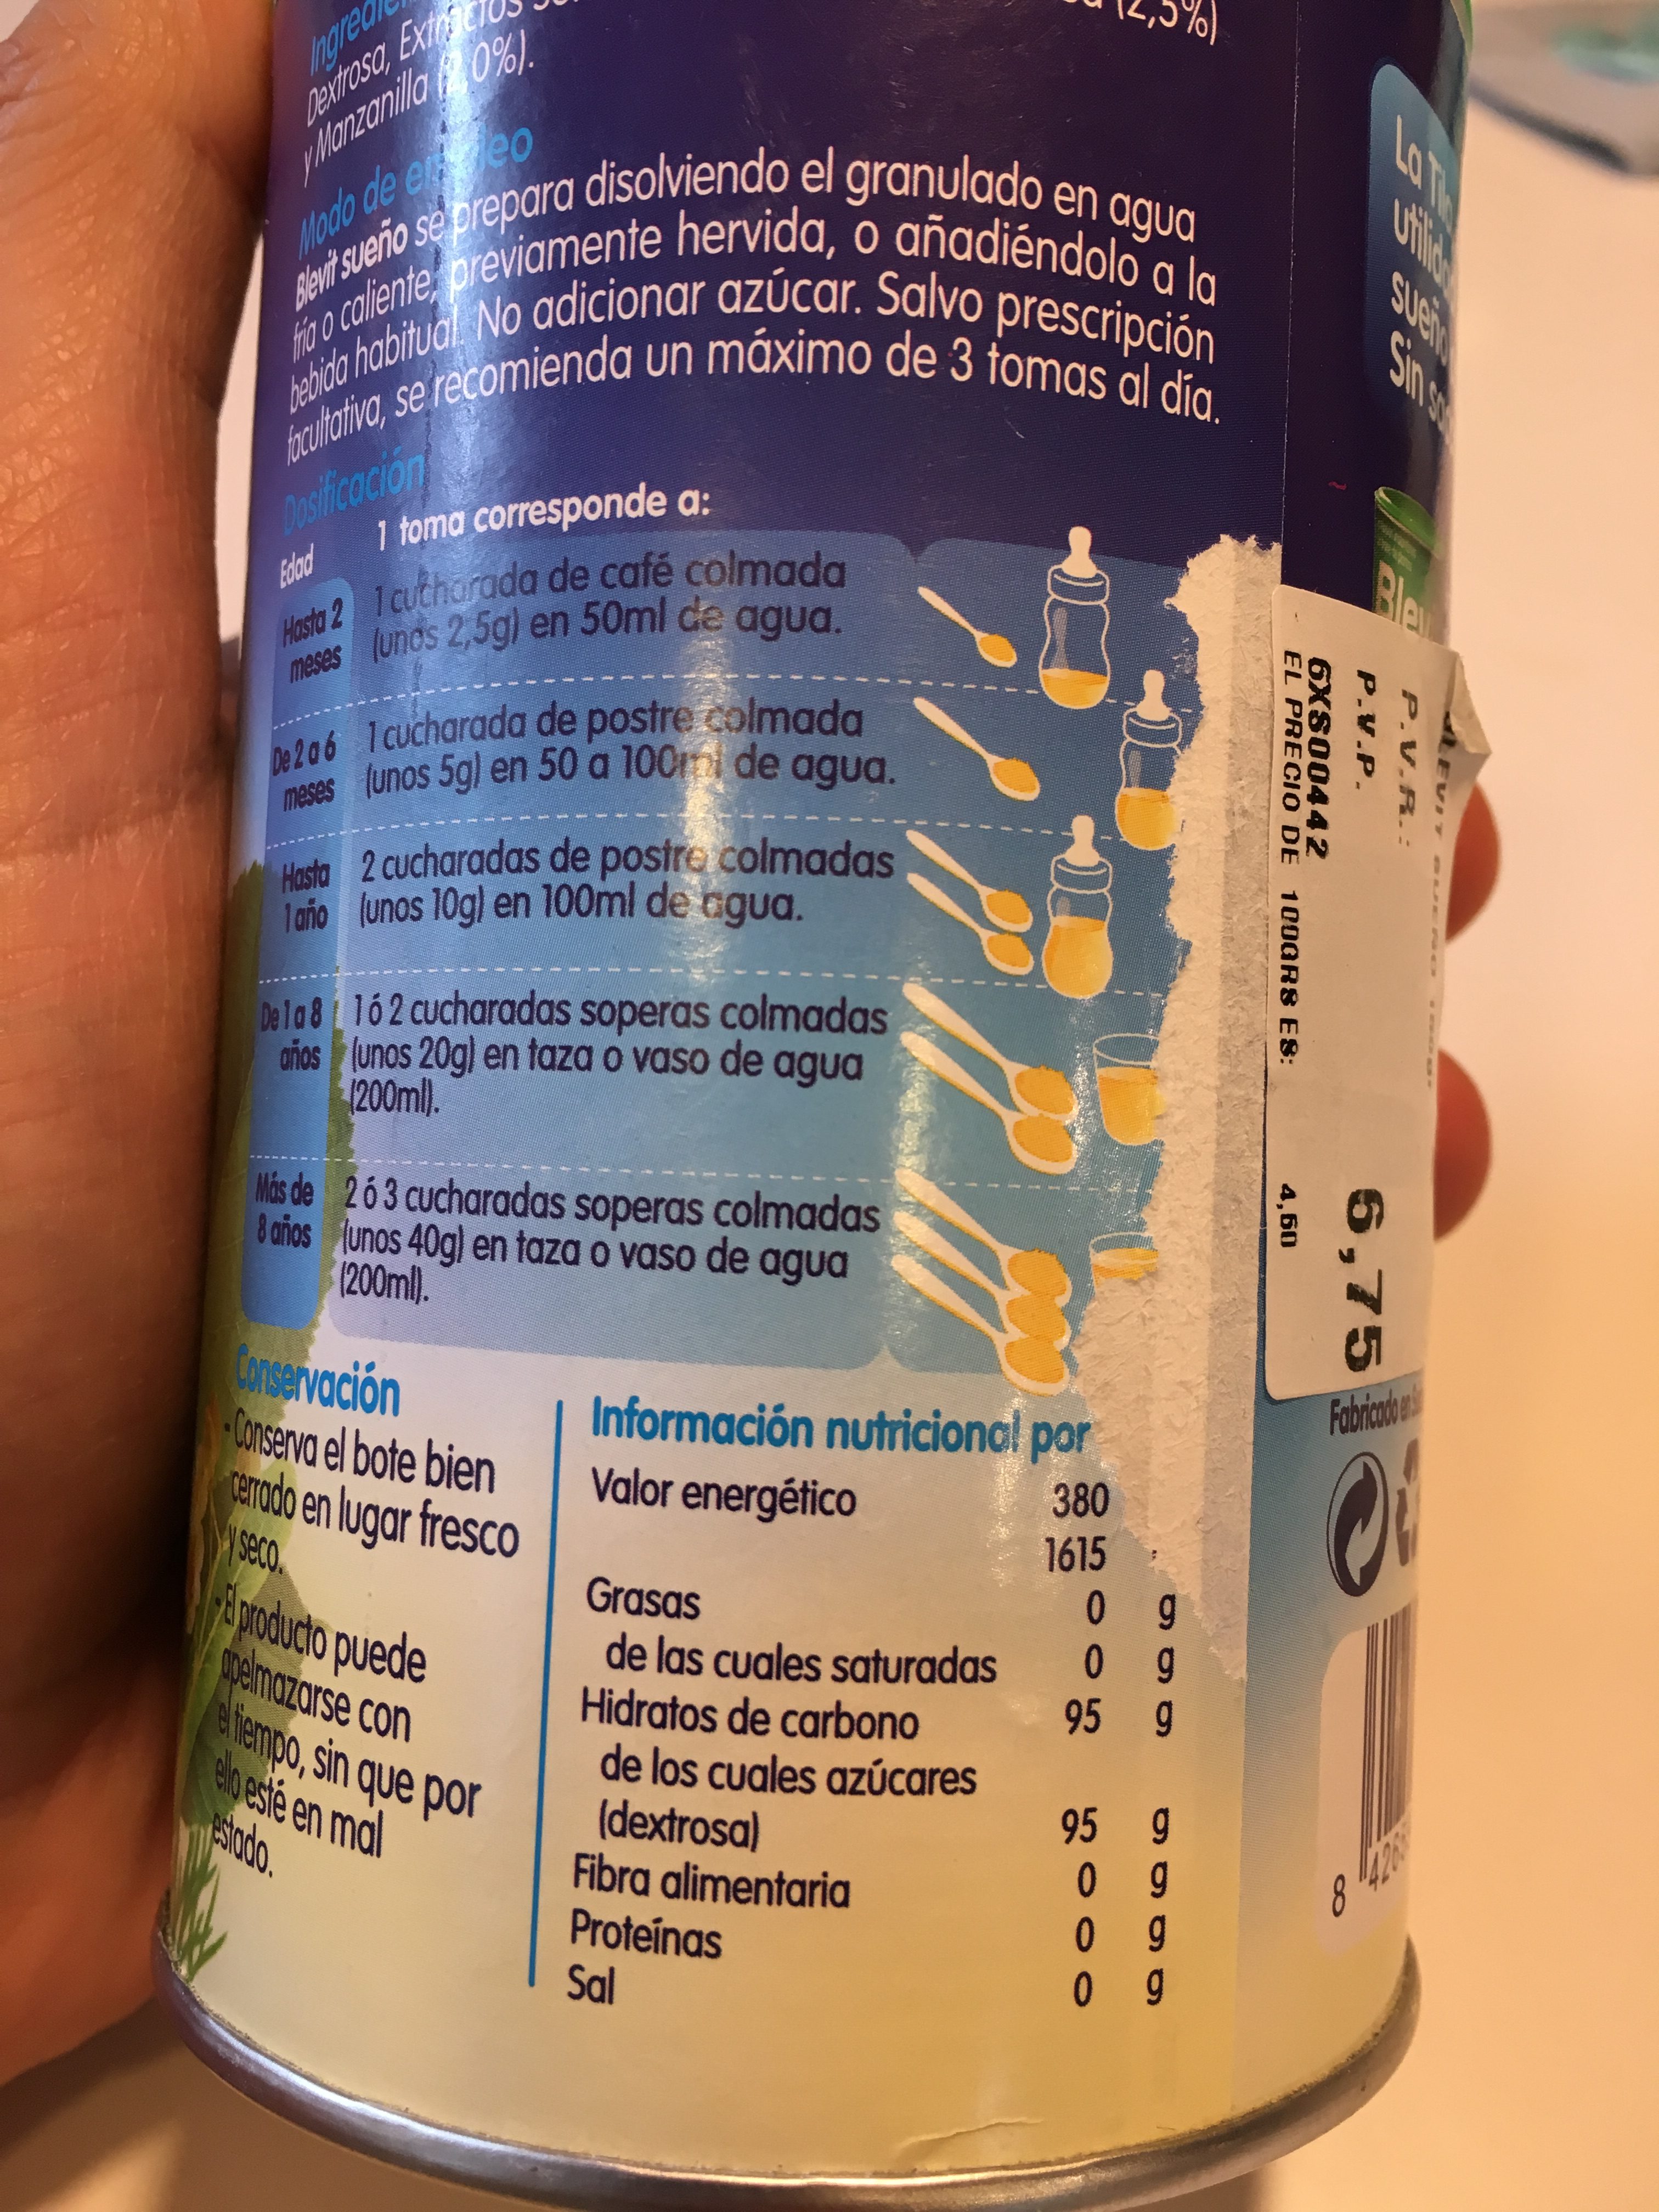 Dextrosa, Extractos
(2,5%)
y Manzanilla (2,0%).
Modo de empleo
Blevit sueño se prepara disolviendo el granulado en agua
fría o caliente, previamente hervida, o añadiéndolo a la
bebida habitual. No adicionar azúcar. Salvo prescripción
facultativa, se recomienda un máximo de 3 tomas al día.
Dosificación
Edad
1 toma corresponde a:
Hasta 2
meses
1 cucharada de café colmada
(unos 2,5g) en 50ml de agua.
De 2 a 6
meses
1 cucharada de postre colmada
(unos 5g) en 50 a 100ml de agua.
Hasta
1 año
2 cucharadas de postre colmadas
(unos 10g) en 100ml de agua.
De 1 a 8
años
1 ó 2 cucharadas soperas colmadas
(unos 20g) en taza o vaso de agua
(200ml).
Más de
8 años
2 ó 3 cucharadas soperas colmadas
(unos 40g) en taza o vaso de agua
(200ml).
Conservación
- Conserva el bote bien
cerrado en lugar fresco
y seco.
- El producto puede
apelmazarse con
el tiempo, sin que por
ello esté en mal
estado.
Información nutricional por
Valor energético 380
1615
Grasas 0 g
de las cuales saturadas 0 g
Hidratos de carbono 95 g
de los cuales azúcares
(dextrosa) 95 g
Fibra alimentaria 0 g
Proteínas 0 g
Sal 0 g
La
Sin
P.V.R.:
P.V.P. 6,75
6XS00442
EL PRECIO DE 100GRS ES: 4,60
Fabricado en
8 426